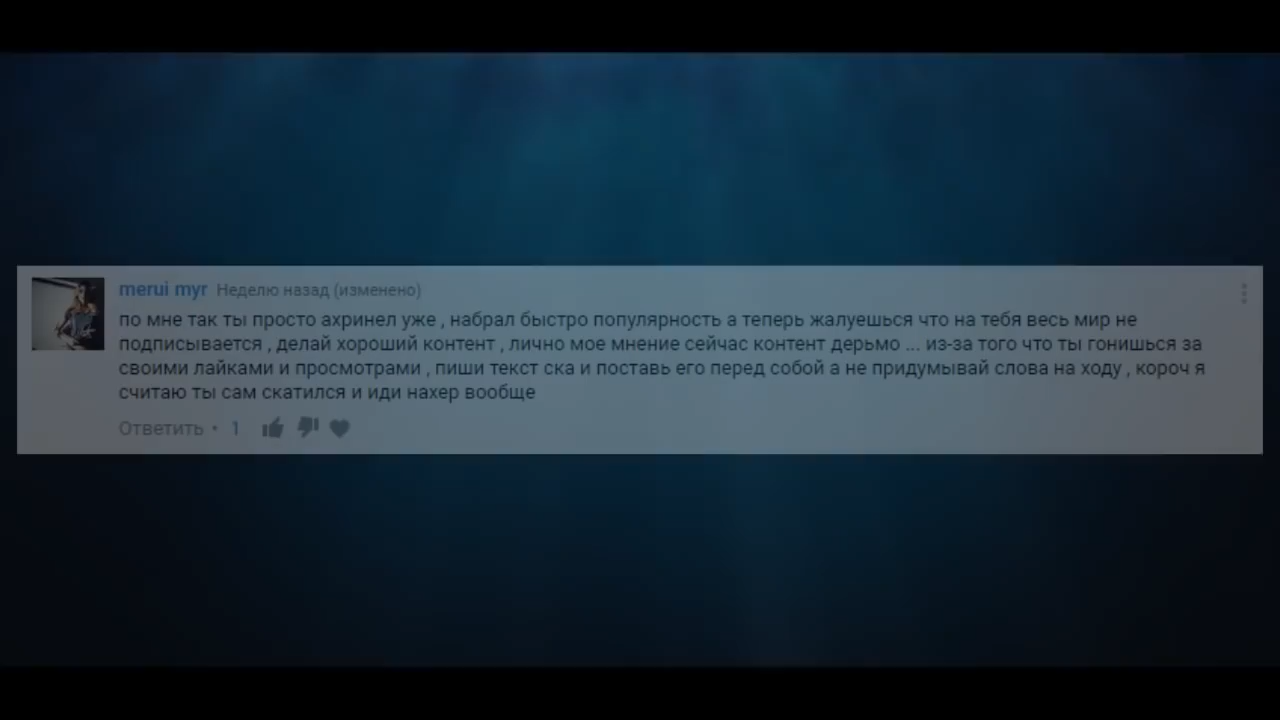 merui myr Неделю назад (изменено)
по мне так ты просто ахринел уже , набрал быстро популярность а теперь жалуешься что на тебя весь мир не
подписывается , делай хороший контент , лично мое мнение сейчас контент дерьмо ... из-за того что ты гонишься за
своими лайками и просмотрами , пиши текст ска и поставь его перед собой а не придумывай слова на ходу , короч я
считаю ты сам скатился и иди нахер вообще
Ответить • 1